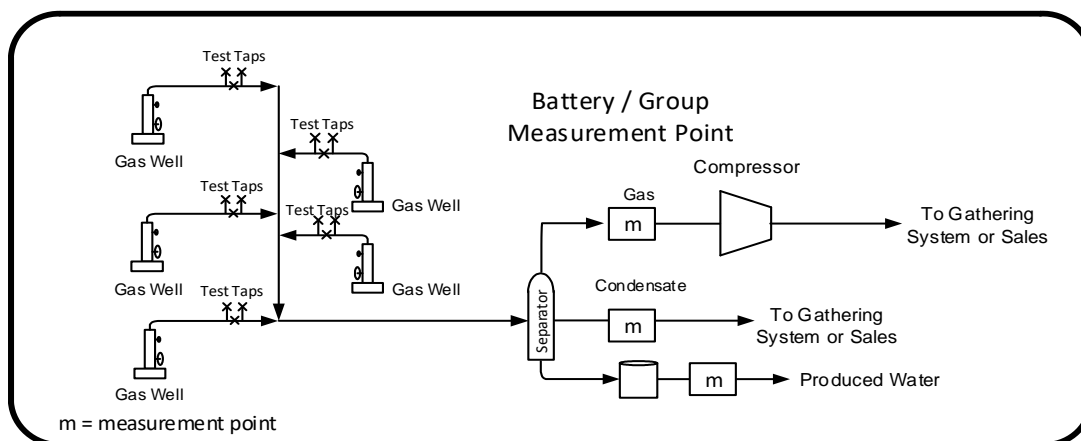 Test Taps
Gas Well
Test Taps
Gas Well
Test Taps
Gas Well
Test Taps
Gas Well
Test Taps
Gas Well
Battery / Group
Measurement Point
Compressor
Gas
m
To Gathering
System or Sales
Separator
Condensate
m
To Gathering
System or Sales
m
Produced Water
m = measurement point